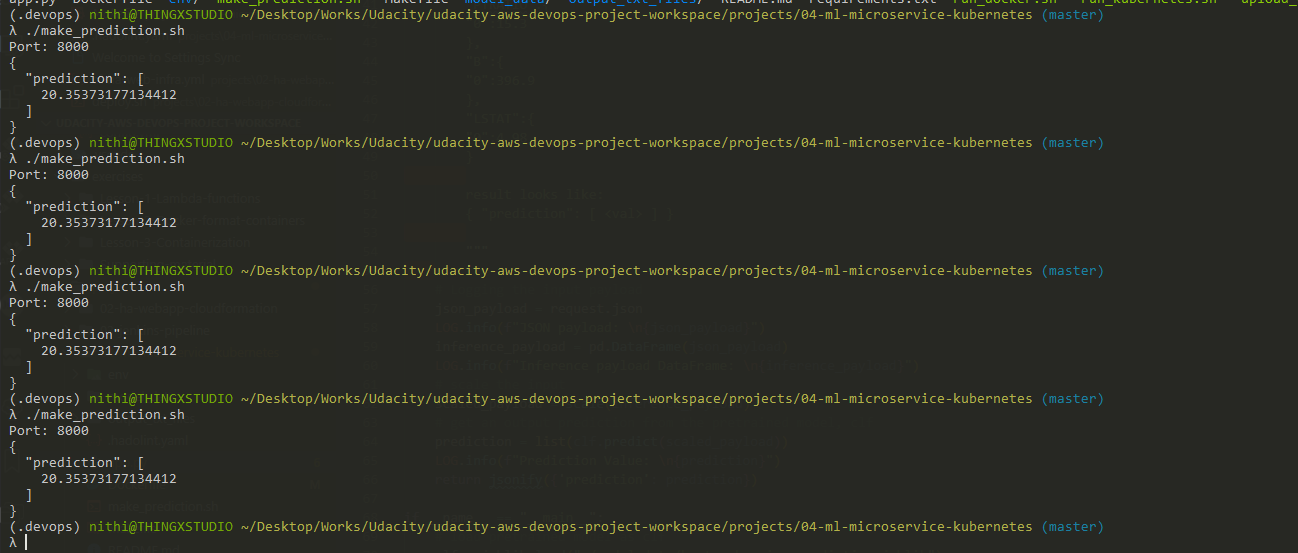 app.py Dockerfile env/ make_prediction.sh Makefile model_data/ output_txt_files/ README.md requirements.txt run_docker.sh run_kubernetes.sh upload_
(.devops) nithi@THINGXSTUDIO ~/Desktop/Works/Udacity/udacity-aws-devops-project-workspace/projects/04-ml-microservice-kubernetes (master)
λ ./make_prediction.sh
Port: 8000
{
"prediction": [
20.35373177134412
]
}
(.devops) nithi@THINGXSTUDIO ~/Desktop/Works/Udacity/udacity-aws-devops-project-workspace/projects/04-ml-microservice-kubernetes (master)
λ ./make_prediction.sh
Port: 8000
{
"prediction": [
20.35373177134412
]
}
(.devops) nithi@THINGXSTUDIO ~/Desktop/Works/Udacity/udacity-aws-devops-project-workspace/projects/04-ml-microservice-kubernetes (master)
λ ./make_prediction.sh
Port: 8000
{
"prediction": [
20.35373177134412
]
}
(.devops) nithi@THINGXSTUDIO ~/Desktop/Works/Udacity/udacity-aws-devops-project-workspace/projects/04-ml-microservice-kubernetes (master)
λ ./make_prediction.sh
Port: 8000
{
"prediction": [
20.35373177134412
]
}
(.devops) nithi@THINGXSTUDIO ~/Desktop/Works/Udacity/udacity-aws-devops-project-workspace/projects/04-ml-microservice-kubernetes (master)
λ